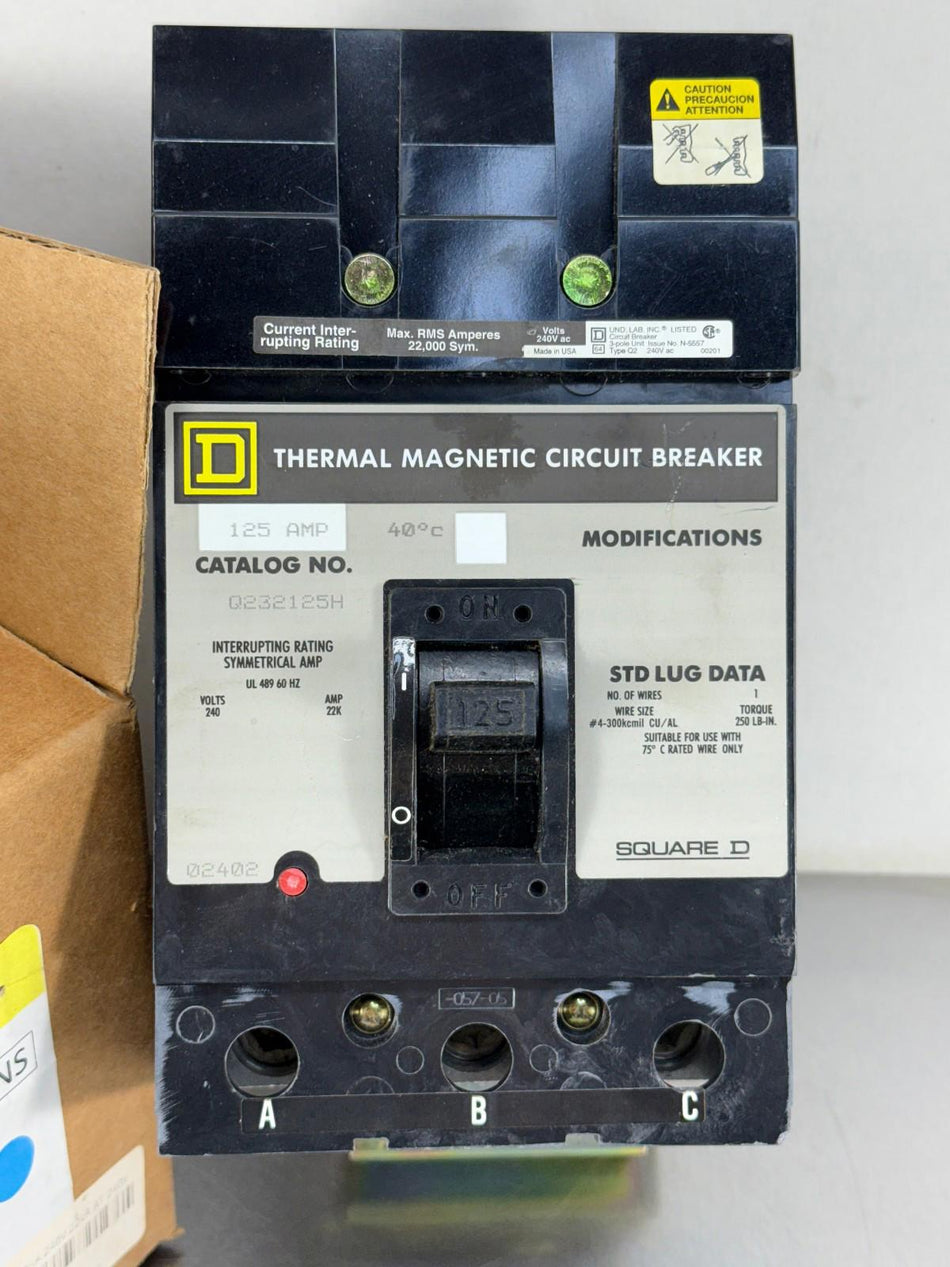 CAUTION
PRECAUCION
ATTENTION
Current Inter-
rupting Rating
Max. RMS Amperes
22,000 Sym.
Volts
240V ac
Made in USA
D
64
UND. LAB. INC.® LISTED
Circuit Breaker
3-pole Unit Issue No. N-5557
Type Q2 240V ac 00201
D THERMAL MAGNETIC CIRCUIT BREAKER
125 AMP 40°C
MODIFICATIONS
CATALOG NO.
Q232125H
INTERRUPTING RATING
SYMMETRICAL AMP
UL 489 60 HZ
VOLTS AMP
240 22K
ON
I
125
O
OFF
STD LUG DATA
NO. OF WIRES 1
WIRE SIZE TORQUE
#4-300kcmil CU/AL 250 LB-IN.
SUITABLE FOR USE WITH
75° C RATED WIRE ONLY
SQUARE D
02402
-057-05
A B C
NS